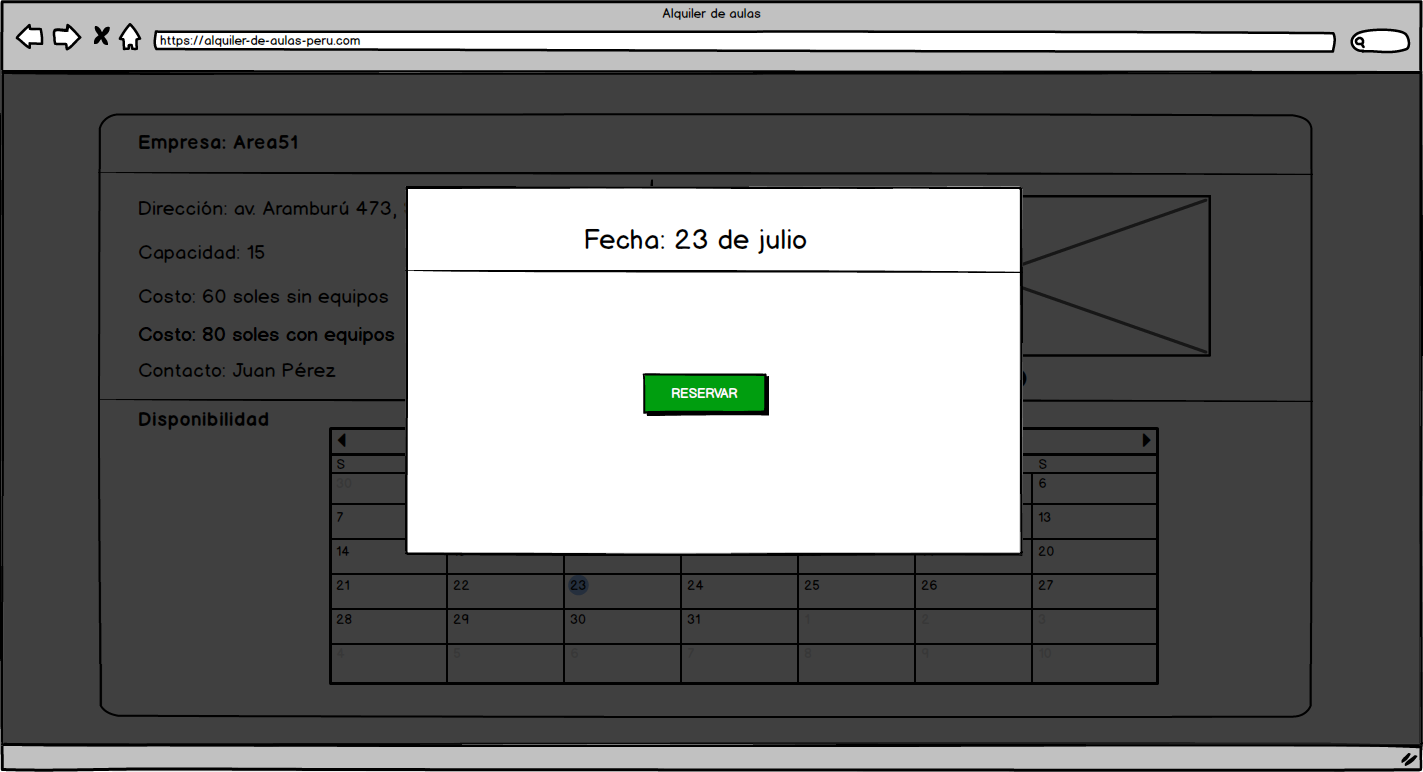 Alquiler de aulas
https://alquiler-de-aulas-peru.com
Empresa: Area51
Dirección: av. Aramburú 473,
Capacidad: 15
Costo: 60 soles sin equipos
Costo: 80 soles con equipos
Contacto: Juan Pérez
Fecha: 23 de julio
RESERVAR
Disponibilidad
S S
30 6
7 13
14 20
21 22 23 24 25 26 27
28 29 30 31 1 2 3
4 5 6 7 8 9 10